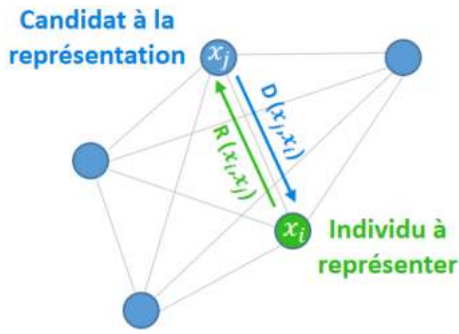 Candidat à la
représentation
x_j
D (x_j,x_i)
R (x_i,x_j)
x_i
Individu à
représenter